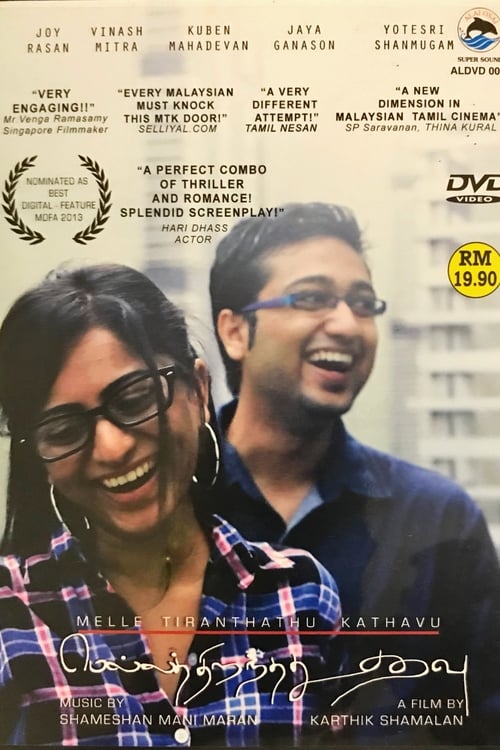 JOY RASAN
VINASH MITRA
KUBEN MAHADEVAN
JAYA GANASON
YOTESRI SHANMUGAM
SUPER SOUND
ALDVD 00
"VERY
ENGAGING!!"
Mr Venga Ramasamy
Singapore Filmmaker
"EVERY MALAYSIAN
MUST KNOCK
THIS MTK DOOR!"
SELLIYAL.COM
"A VERY
DIFFERENT
ATTEMPT!"
TAMIL NESAN
"A NEW
DIMENSION IN
MALAYSIAN TAMIL CINEMA"
SP Saravanan, THINA KURAL
NOMINATED AS
BEST
DIGITAL - FEATURE
MDFA 2013
"A PERFECT COMBO
OF THRILLER
AND ROMANCE!
SPLENDID SCREENPLAY!"
HARI DHASS
ACTOR
DVD
VIDEO
RM
19.90
MELLE TIRANTHATHU KATHAVU
மெல்லத்திறந்தது கதவு
MUSIC BY
SHAMESHAN MANI MARAN
A FILM BY
KARTHIK SHAMALAN